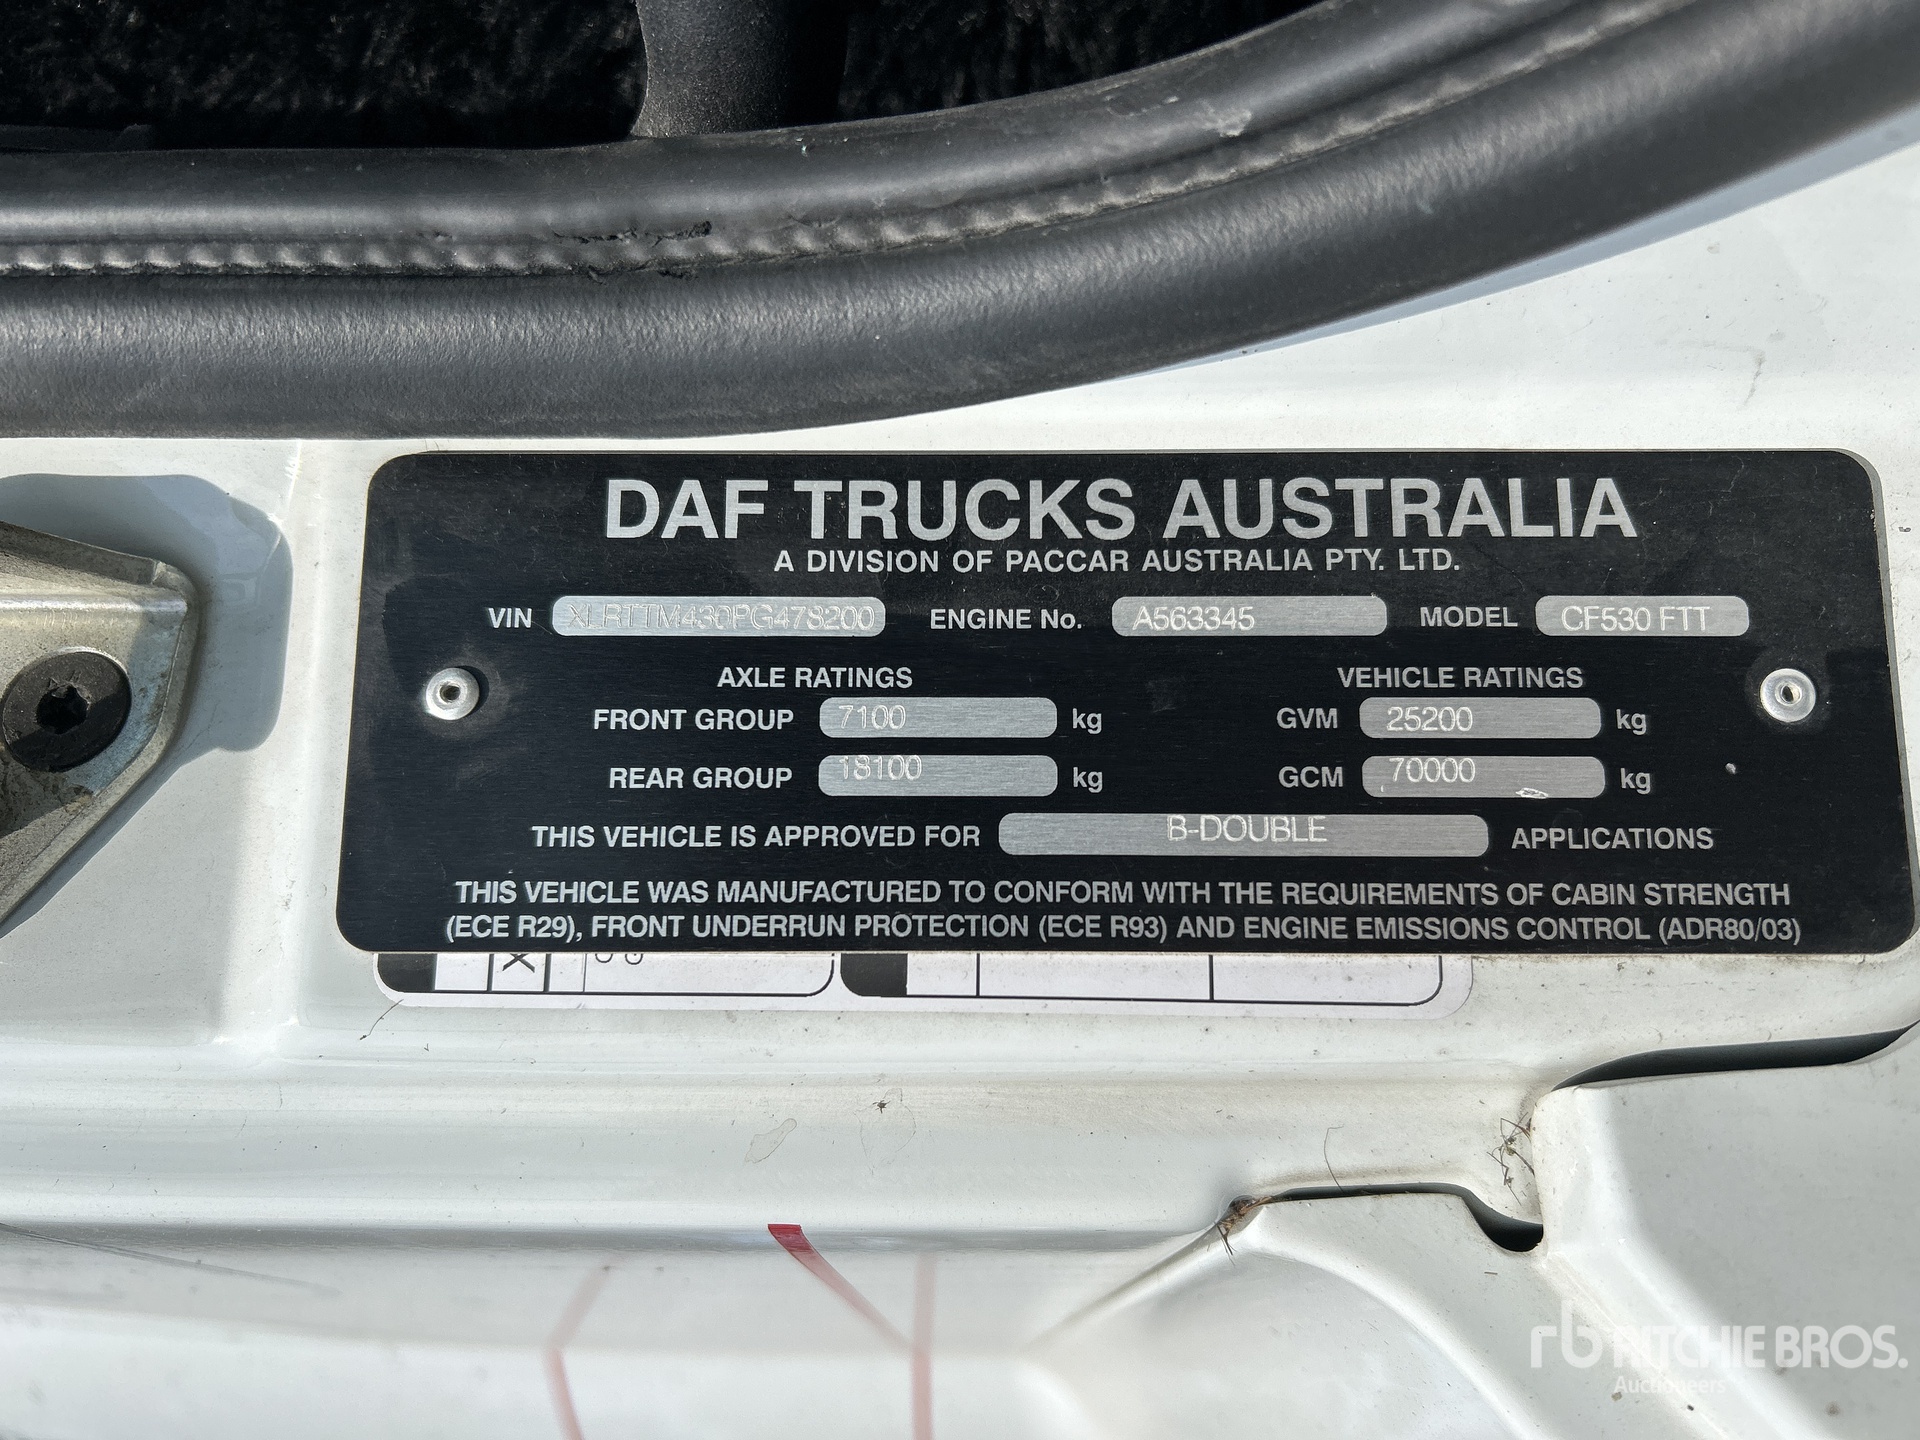 DAF TRUCKS AUSTRALIA
A DIVISION OF PACCAR AUSTRALIA PTY. LTD.
VIN XLRTTM430PG478200 ENGINE No. A563345 MODEL CF530 FTT
AXLE RATINGS VEHICLE RATINGS
FRONT GROUP 7100 kg GVM 25200 kg
REAR GROUP 18100 kg GCM 70000 kg
THIS VEHICLE IS APPROVED FOR B-DOUBLE APPLICATIONS
THIS VEHICLE WAS MANUFACTURED TO CONFORM WITH THE REQUIREMENTS OF CABIN STRENGTH
(ECE R29), FRONT UNDERRUN PROTECTION (ECE R93) AND ENGINE EMISSIONS CONTROL (ADR80/03)
rb RITCHIE BROS.
Auctioneers